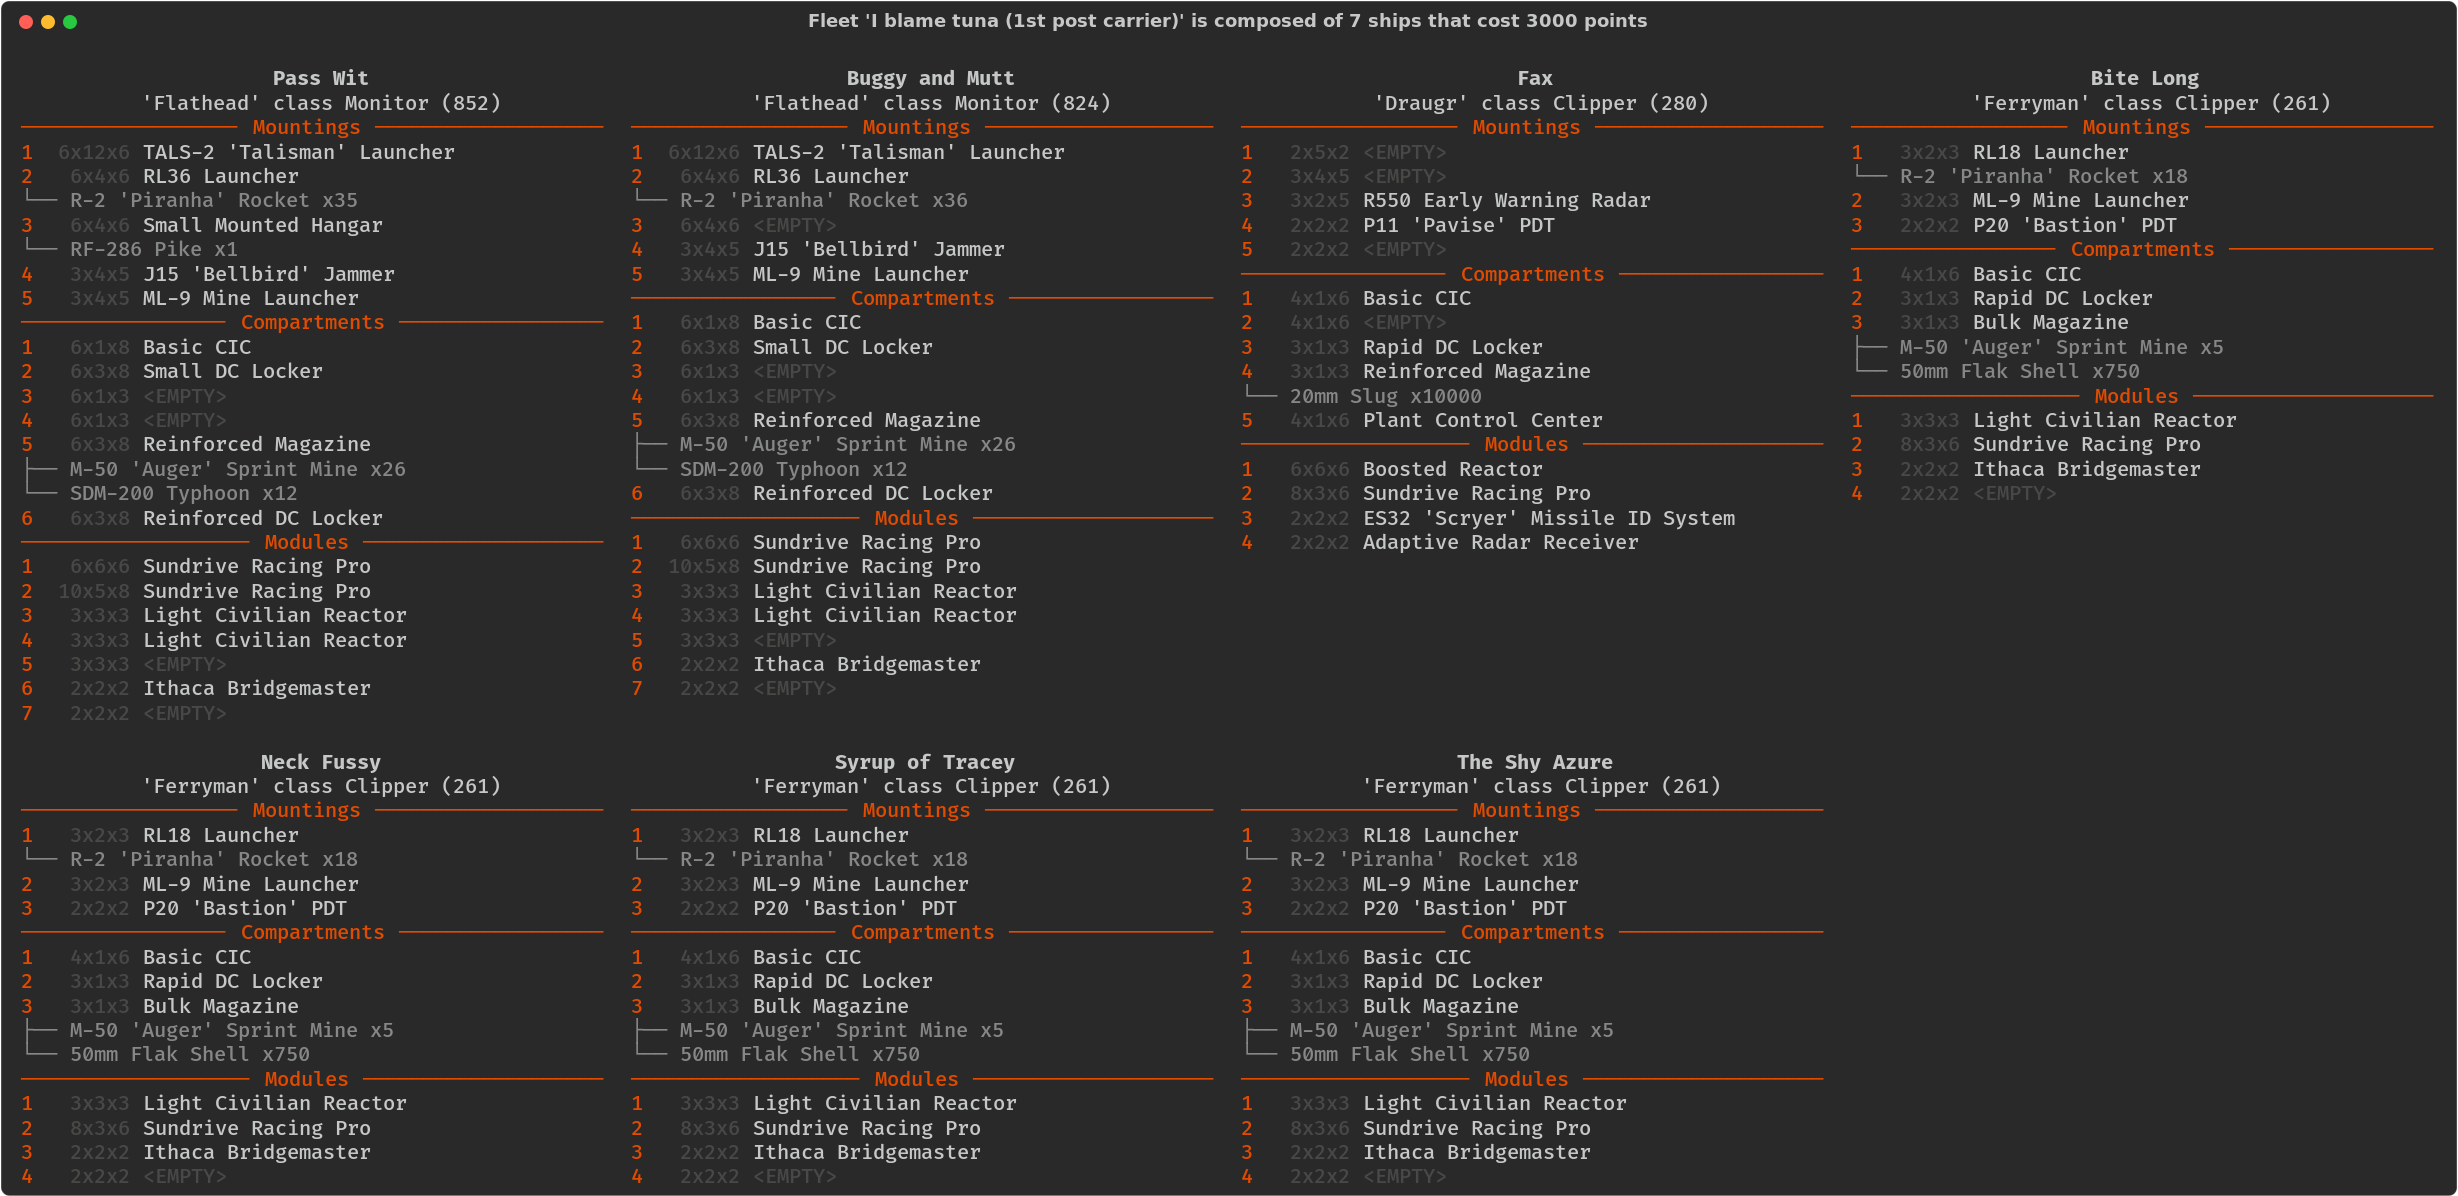 Fleet 'I blame tuna (1st post carrier)' is composed of 7 ships that cost 3000 points
Pass Wit
'Flathead' class Monitor (852)
Mountings
1 6x12x6 TALS-2 'Talisman' Launcher
2 6x4x6 RL36 Launcher
└── R-2 'Piranha' Rocket x35
3 6x4x6 Small Mounted Hangar
└── RF-286 Pike x1
4 3x4x5 J15 'Bellbird' Jammer
5 3x4x5 ML-9 Mine Launcher
Compartments
1 6x1x8 Basic CIC
2 6x3x8 Small DC Locker
3 6x1x3 <EMPTY>
4 6x1x3 <EMPTY>
5 6x3x8 Reinforced Magazine
├── M-50 'Auger' Sprint Mine x26
└── SDM-200 Typhoon x12
6 6x3x8 Reinforced DC Locker
Modules
1 6x6x6 Sundrive Racing Pro
2 10x5x8 Sundrive Racing Pro
3 3x3x3 Light Civilian Reactor
4 3x3x3 Light Civilian Reactor
5 3x3x3 <EMPTY>
6 2x2x2 Ithaca Bridgemaster
7 2x2x2 <EMPTY>
Buggy and Mutt
'Flathead' class Monitor (824)
Mountings
1 6x12x6 TALS-2 'Talisman' Launcher
2 6x4x6 RL36 Launcher
└── R-2 'Piranha' Rocket x36
3 6x4x6 <EMPTY>
4 3x4x5 J15 'Bellbird' Jammer
5 3x4x5 ML-9 Mine Launcher
Compartments
1 6x1x8 Basic CIC
2 6x3x8 Small DC Locker
3 6x1x3 <EMPTY>
4 6x1x3 <EMPTY>
5 6x3x8 Reinforced Magazine
├── M-50 'Auger' Sprint Mine x26
└── SDM-200 Typhoon x12
6 6x3x8 Reinforced DC Locker
Modules
1 6x6x6 Sundrive Racing Pro
2 10x5x8 Sundrive Racing Pro
3 3x3x3 Light Civilian Reactor
4 3x3x3 Light Civilian Reactor
5 3x3x3 <EMPTY>
6 2x2x2 Ithaca Bridgemaster
7 2x2x2 <EMPTY>
Fax
'Draugr' class Clipper (280)
Mountings
1 2x5x2 <EMPTY>
2 3x4x5 <EMPTY>
3 3x2x5 R550 Early Warning Radar
4 2x2x2 P11 'Pavise' PDT
5 2x2x2 <EMPTY>
Compartments
1 4x1x6 Basic CIC
2 4x1x6 <EMPTY>
3 3x1x3 Rapid DC Locker
4 3x1x3 Reinforced Magazine
└── 20mm Slug x10000
5 4x1x6 Plant Control Center
Modules
1 6x6x6 Boosted Reactor
2 8x3x6 Sundrive Racing Pro
3 2x2x2 ES32 'Scryer' Missile ID System
4 2x2x2 Adaptive Radar Receiver
Bite Long
'Ferryman' class Clipper (261)
Mountings
1 3x2x3 RL18 Launcher
└── R-2 'Piranha' Rocket x18
2 3x2x3 ML-9 Mine Launcher
3 2x2x2 P20 'Bastion' PDT
Compartments
1 4x1x6 Basic CIC
2 3x1x3 Rapid DC Locker
3 3x1x3 Bulk Magazine
├── M-50 'Auger' Sprint Mine x5
└── 50mm Flak Shell x750
Modules
1 3x3x3 Light Civilian Reactor
2 8x3x6 Sundrive Racing Pro
3 2x2x2 Ithaca Bridgemaster
4 2x2x2 <EMPTY>
Neck Fussy
'Ferryman' class Clipper (261)
Mountings
1 3x2x3 RL18 Launcher
└── R-2 'Piranha' Rocket x18
2 3x2x3 ML-9 Mine Launcher
3 2x2x2 P20 'Bastion' PDT
Compartments
1 4x1x6 Basic CIC
2 3x1x3 Rapid DC Locker
3 3x1x3 Bulk Magazine
├── M-50 'Auger' Sprint Mine x5
└── 50mm Flak Shell x750
Modules
1 3x3x3 Light Civilian Reactor
2 8x3x6 Sundrive Racing Pro
3 2x2x2 Ithaca Bridgemaster
4 2x2x2 <EMPTY>
Syrup of Tracey
'Ferryman' class Clipper (261)
Mountings
1 3x2x3 RL18 Launcher
└── R-2 'Piranha' Rocket x18
2 3x2x3 ML-9 Mine Launcher
3 2x2x2 P20 'Bastion' PDT
Compartments
1 4x1x6 Basic CIC
2 3x1x3 Rapid DC Locker
3 3x1x3 Bulk Magazine
├── M-50 'Auger' Sprint Mine x5
└── 50mm Flak Shell x750
Modules
1 3x3x3 Light Civilian Reactor
2 8x3x6 Sundrive Racing Pro
3 2x2x2 Ithaca Bridgemaster
4 2x2x2 <EMPTY>
The Shy Azure
'Ferryman' class Clipper (261)
Mountings
1 3x2x3 RL18 Launcher
└── R-2 'Piranha' Rocket x18
2 3x2x3 ML-9 Mine Launcher
3 2x2x2 P20 'Bastion' PDT
Compartments
1 4x1x6 Basic CIC
2 3x1x3 Rapid DC Locker
3 3x1x3 Bulk Magazine
├── M-50 'Auger' Sprint Mine x5
└── 50mm Flak Shell x750
Modules
1 3x3x3 Light Civilian Reactor
2 8x3x6 Sundrive Racing Pro
3 2x2x2 Ithaca Bridgemaster
4 2x2x2 <EMPTY>